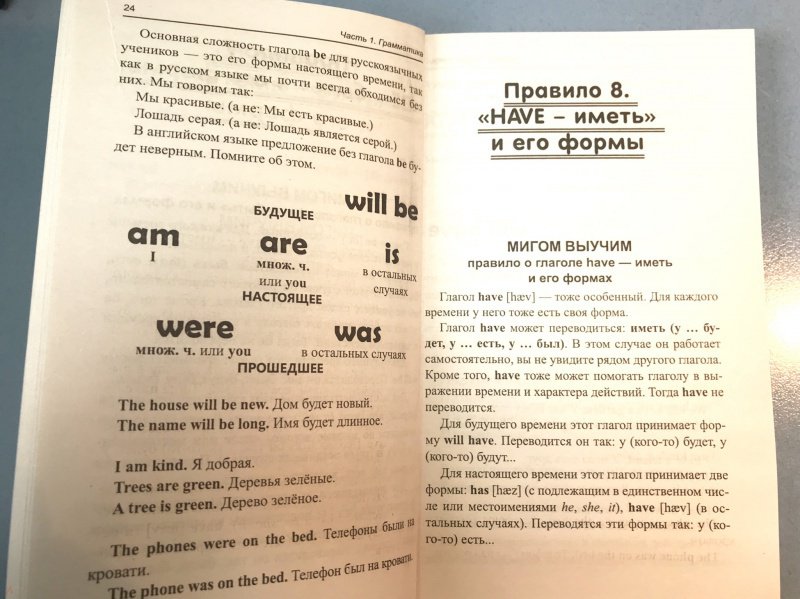 24
Часть 1. Грамматика
Основная сложность глагола be для русскоязычных
учеников — это его формы настоящего времени, так
как в русском языке мы почти всегда обходимся без
них. Мы говорим так:
Мы красивые. (а не: Мы есть красивые.)
Лошадь серая. (а не: Лошадь является серой.)
В английском языке предложение без глагола be бу-
дет неверным. Помните об этом.
БУДУЩЕЕ will be
am are is
I множ. ч. в остальных
или you случаях
НАСТОЯЩЕЕ
were was
множ. ч. или you в остальных случаях
ПРОШЕДШЕЕ
The house will be new. Дом будет новый.
The name will be long. Имя будет длинное.
I am kind. Я добрая.
Trees are green. Деревья зелёные.
A tree is green. Дерево зелёное.
The phones were on the bed. Телефоны были на
кровати.
The phone was on the bed. Телефон был на кровати.
Правило 8.
«HAVE – иметь»
и его формы
МИГОМ ВЫУЧИМ
правило о глаголе have — иметь
и его формах
Глагол have [hæv] — тоже особенный. Для каждого
времени у него тоже есть своя форма.
Глагол have может переводиться: иметь (у ... бу-
дет, у ... есть, у ... был). В этом случае он работает
самостоятельно, вы не увидите рядом другого глагола.
Кроме того, have тоже может помогать глаголу в вы-
ражении времени и характера действий. Тогда have не
переводится.
Для будущего времени этот глагол принимает фор-
му will have. Переводится он так: у (кого-то) будет, у
(кого-то) будут...
Для настоящего времени этот глагол принимает две
формы: has [hæz] (с подлежащим в единственном чис-
ле или местоимениями he, she, it), have [hæv] (в ос-
тальных случаях). Переводятся эти формы так: у (ко-
го-то) есть...